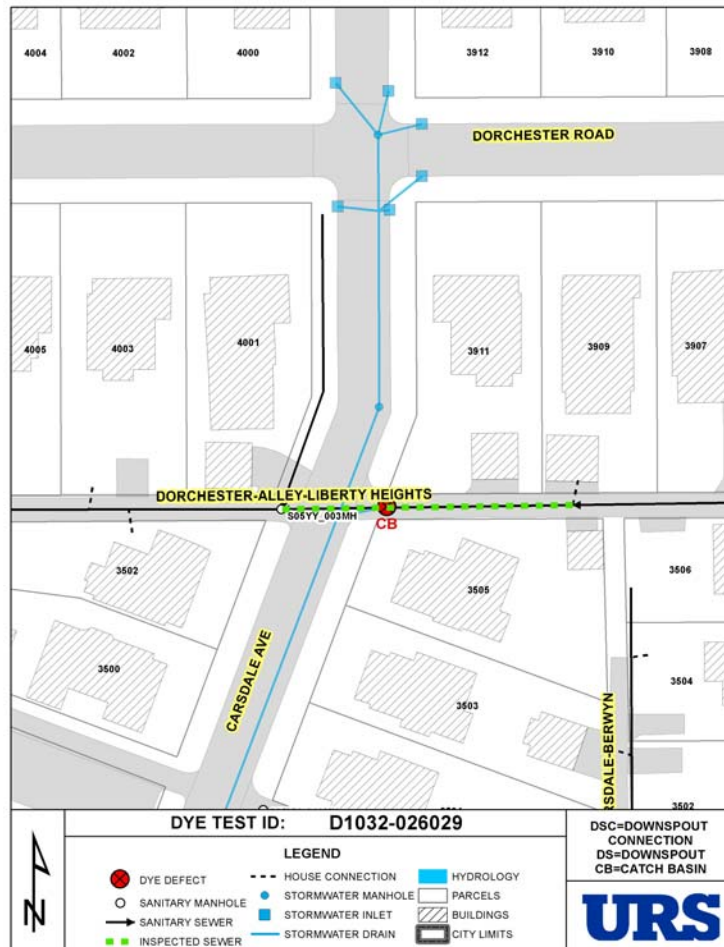 4004
4002
4000
3912
3910
3908
DORCHESTER ROAD
4005
4003
4001
3911
3909
3907
DORCHESTER-ALLEY-LIBERTY HEIGHTS
S05YY_003MH
CB
3502
3505
3506
3500
CARSDALE AVE
3503
3504
RSDALE-BERWYN
3502
DYE TEST ID: D1032-026029
LEGEND
DYE DEFECT
SANITARY MANHOLE
SANITARY SEWER
INSPECTED SEWER
HOUSE CONNECTION
STORMWATER MANHOLE
STORMWATER INLET
STORMWATER DRAIN
HYDROLOGY
PARCELS
BUILDINGS
CITY LIMITS
DSC=DOWNSPOUT
CONNECTION
DS=DOWNSPOUT
CB=CATCH BASIN
N
URS